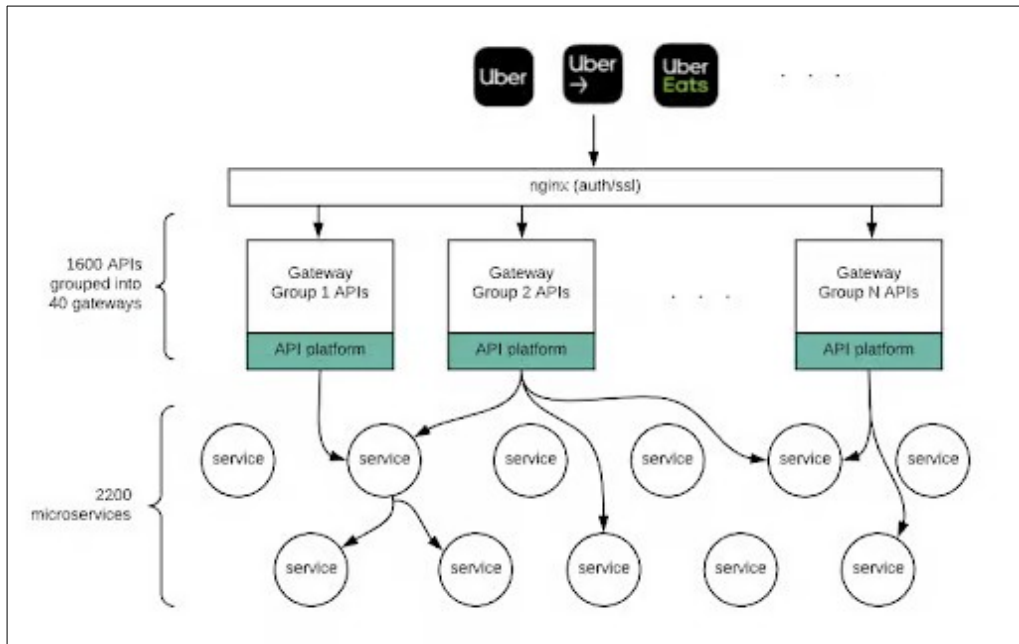 Uber
Uber
Uber
Eats
. . .
nginx (auth/ssl)
1600 APIs
grouped into
40 gateways
Gateway
Group 1 APIs
Gateway
Group 2 APIs
. . .
Gateway
Group N APIs
API platform
API platform
API platform
2200
microservices
service
service
service
service
service
service
service
service
service
service
service